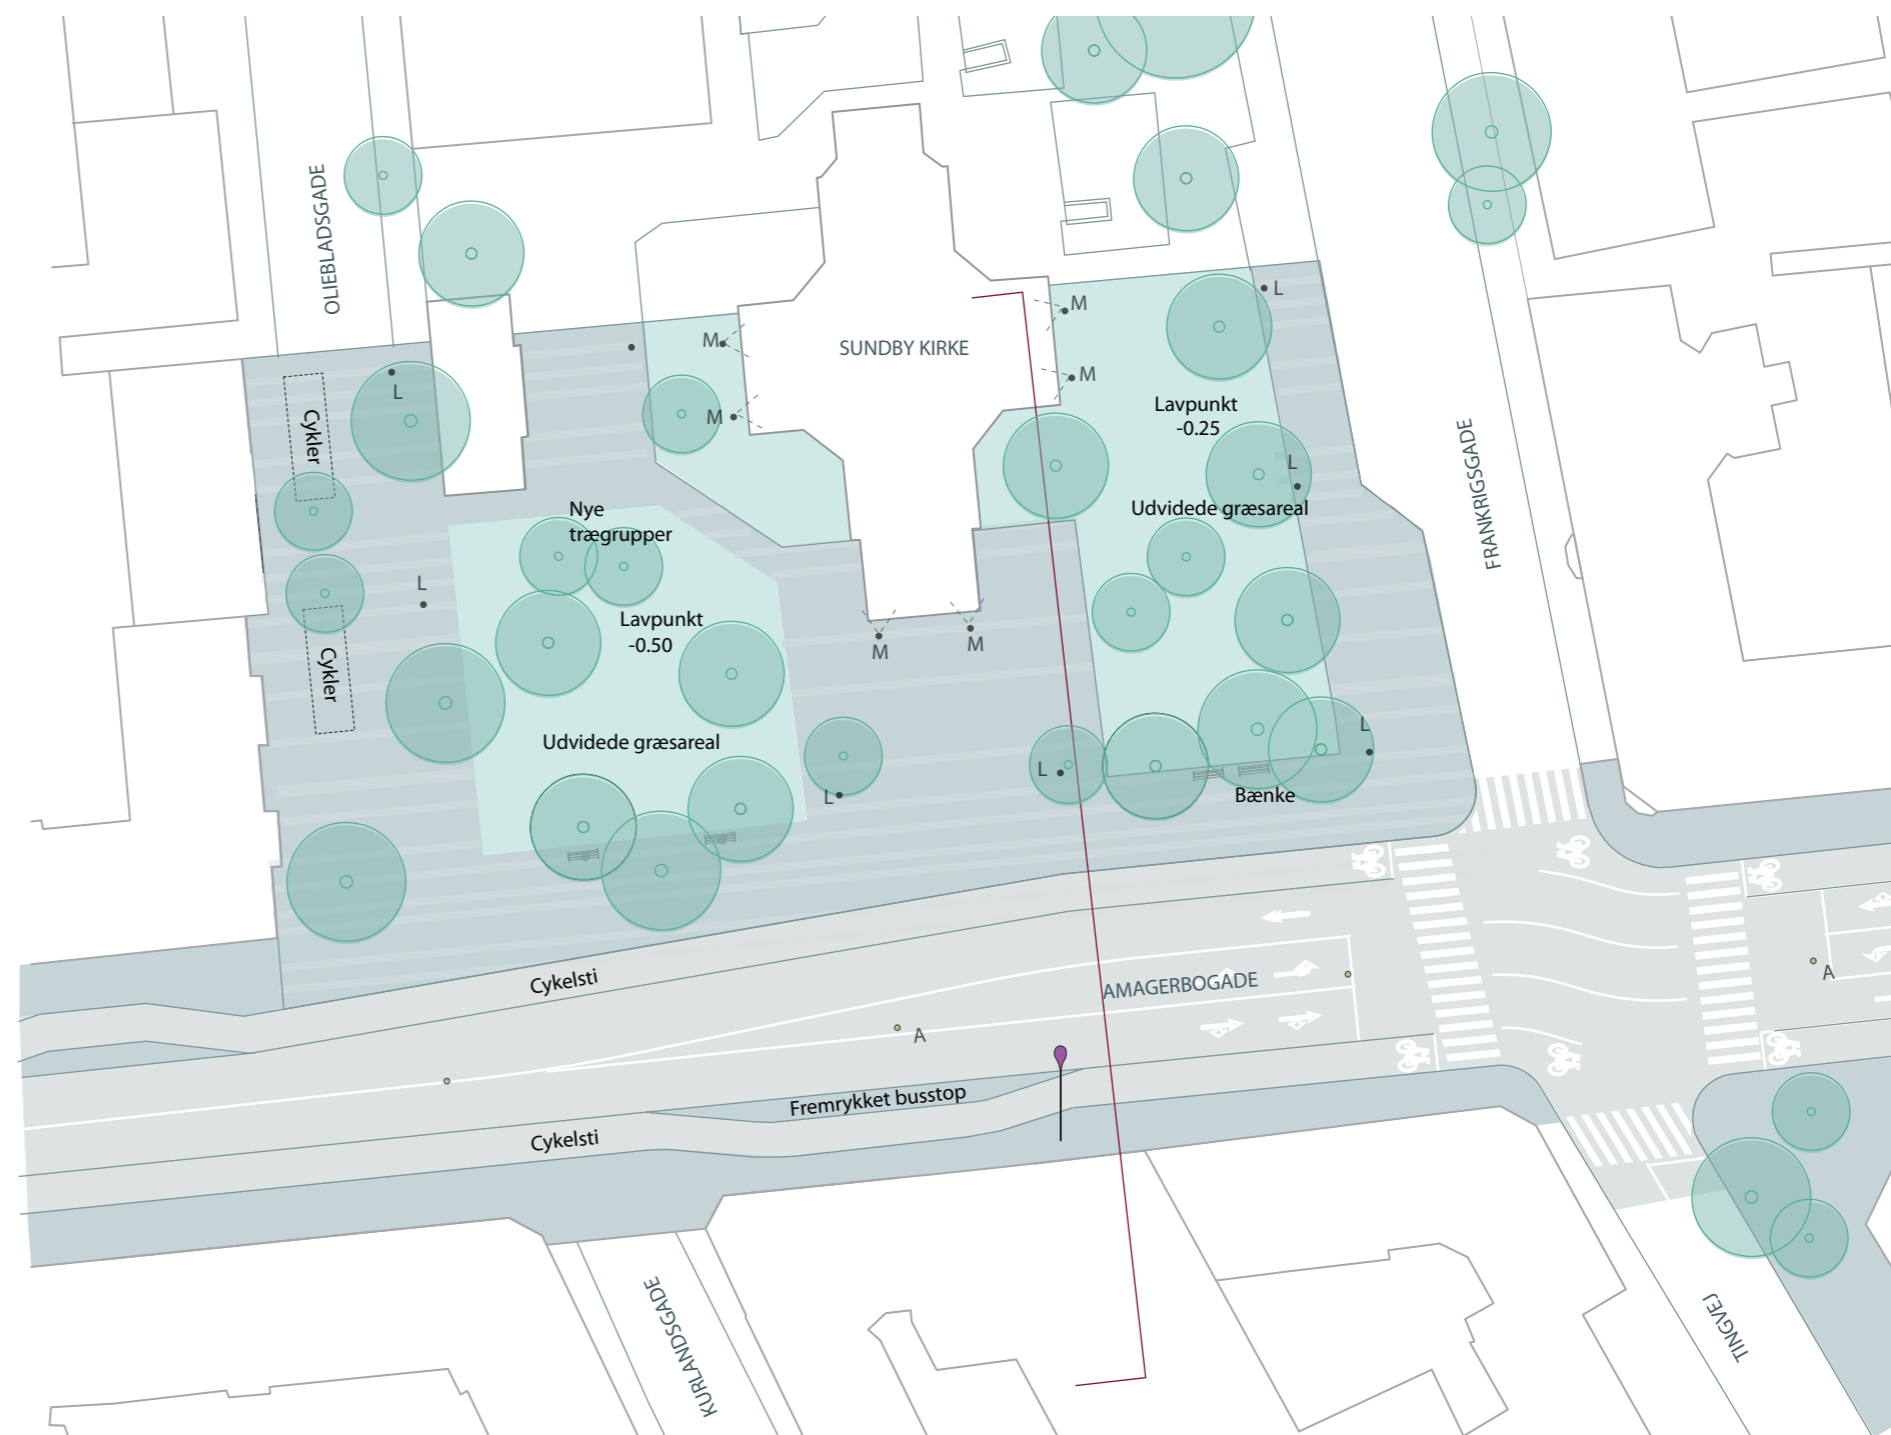 OLIEBLADSGADE
SUNDBY KIRKE
FRANKRIGSGADE
M
M
M
M
L
L
Cykler
Lavpunkt
-0.25
L
Udvidede græsareal
Nye
trægrupper
L
Lavpunkt
-0.50
M
M
Cykler
Udvidede græsareal
L
L
L
Bænke
Cykelsti
AMAGERBOGADE
A
A
Fremrykket busstop
Cykelsti
KURLANDSGADE
TINGVEJ